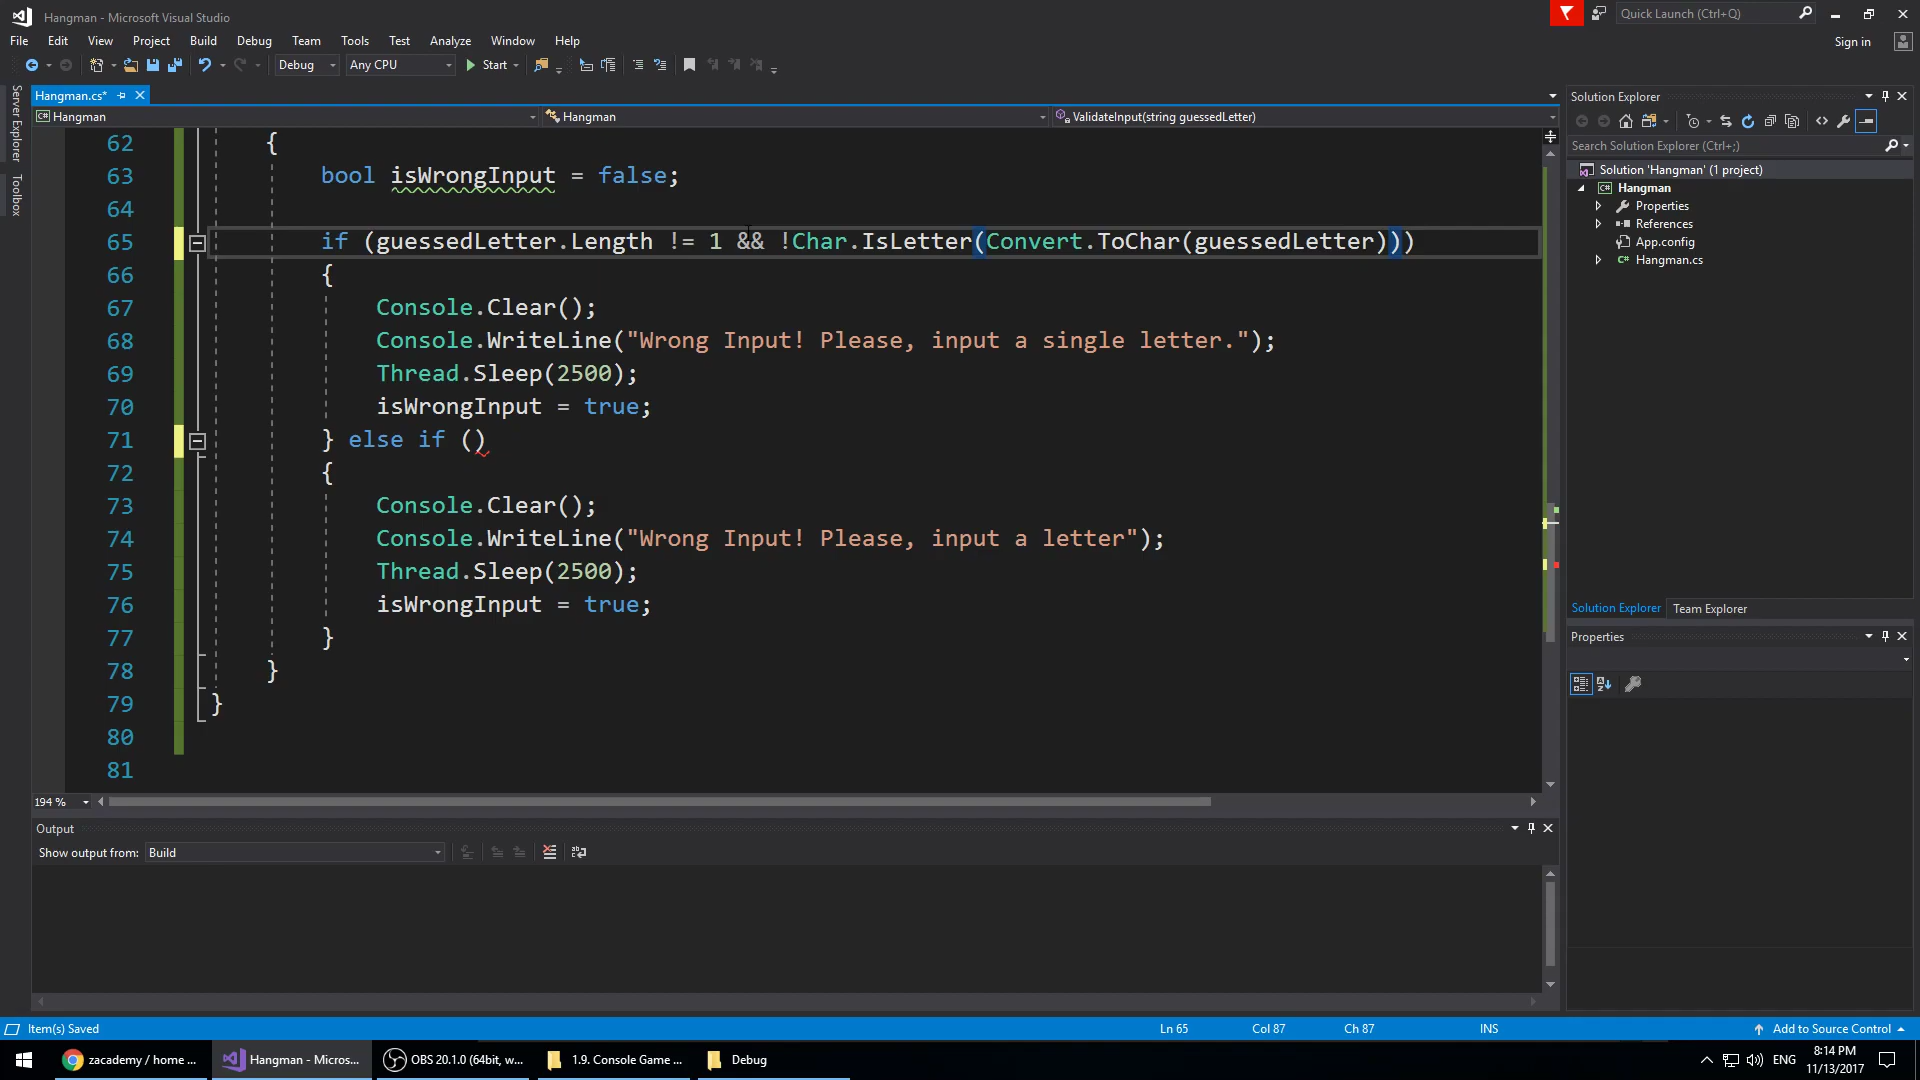 Hangman - Microsoft Visual Studio
Quick Launch (Ctrl+Q)
File Edit View Project Build Debug Team Tools Test Analyze Window Help
Sign in
Debug Any CPU Start
Server Explorer
Toolbox
Hangman.cs*
Hangman Hangman ValidateInput(string guessedLetter)
62 {
63 bool isWrongInput = false;
64
65 if (guessedLetter.Length != 1 && !Char.IsLetter(Convert.ToChar(guessedLetter)))
66 {
67 Console.Clear();
68 Console.WriteLine("Wrong Input! Please, input a single letter.");
69 Thread.Sleep(2500);
70 isWrongInput = true;
71 } else if ()
72 {
73 Console.Clear();
74 Console.WriteLine("Wrong Input! Please, input a letter");
75 Thread.Sleep(2500);
76 isWrongInput = true;
77 }
78 }
79 }
80
81
194 %
Output
Show output from: Build
Solution Explorer
Search Solution Explorer (Ctrl+;)
Solution 'Hangman' (1 project)
C# Hangman
Properties
References
App.config
C# Hangman.cs
Solution Explorer Team Explorer
Properties
Item(s) Saved Ln 65 Col 87 Ch 87 INS Add to Source Control
zacademy / home ... Hangman - Micros... OBS 20.1.0 (64bit, w... 1.9. Console Game ... Debug
ENG
8:14 PM
11/13/2017